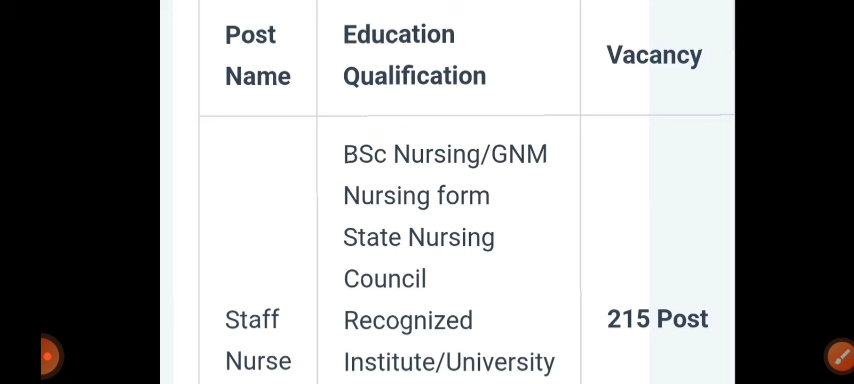 Post Name
Education Qualification
Vacancy
BSc Nursing/GNM
Nursing form
State Nursing
Council
Recognized
Institute/University
Staff
Nurse
215 Post